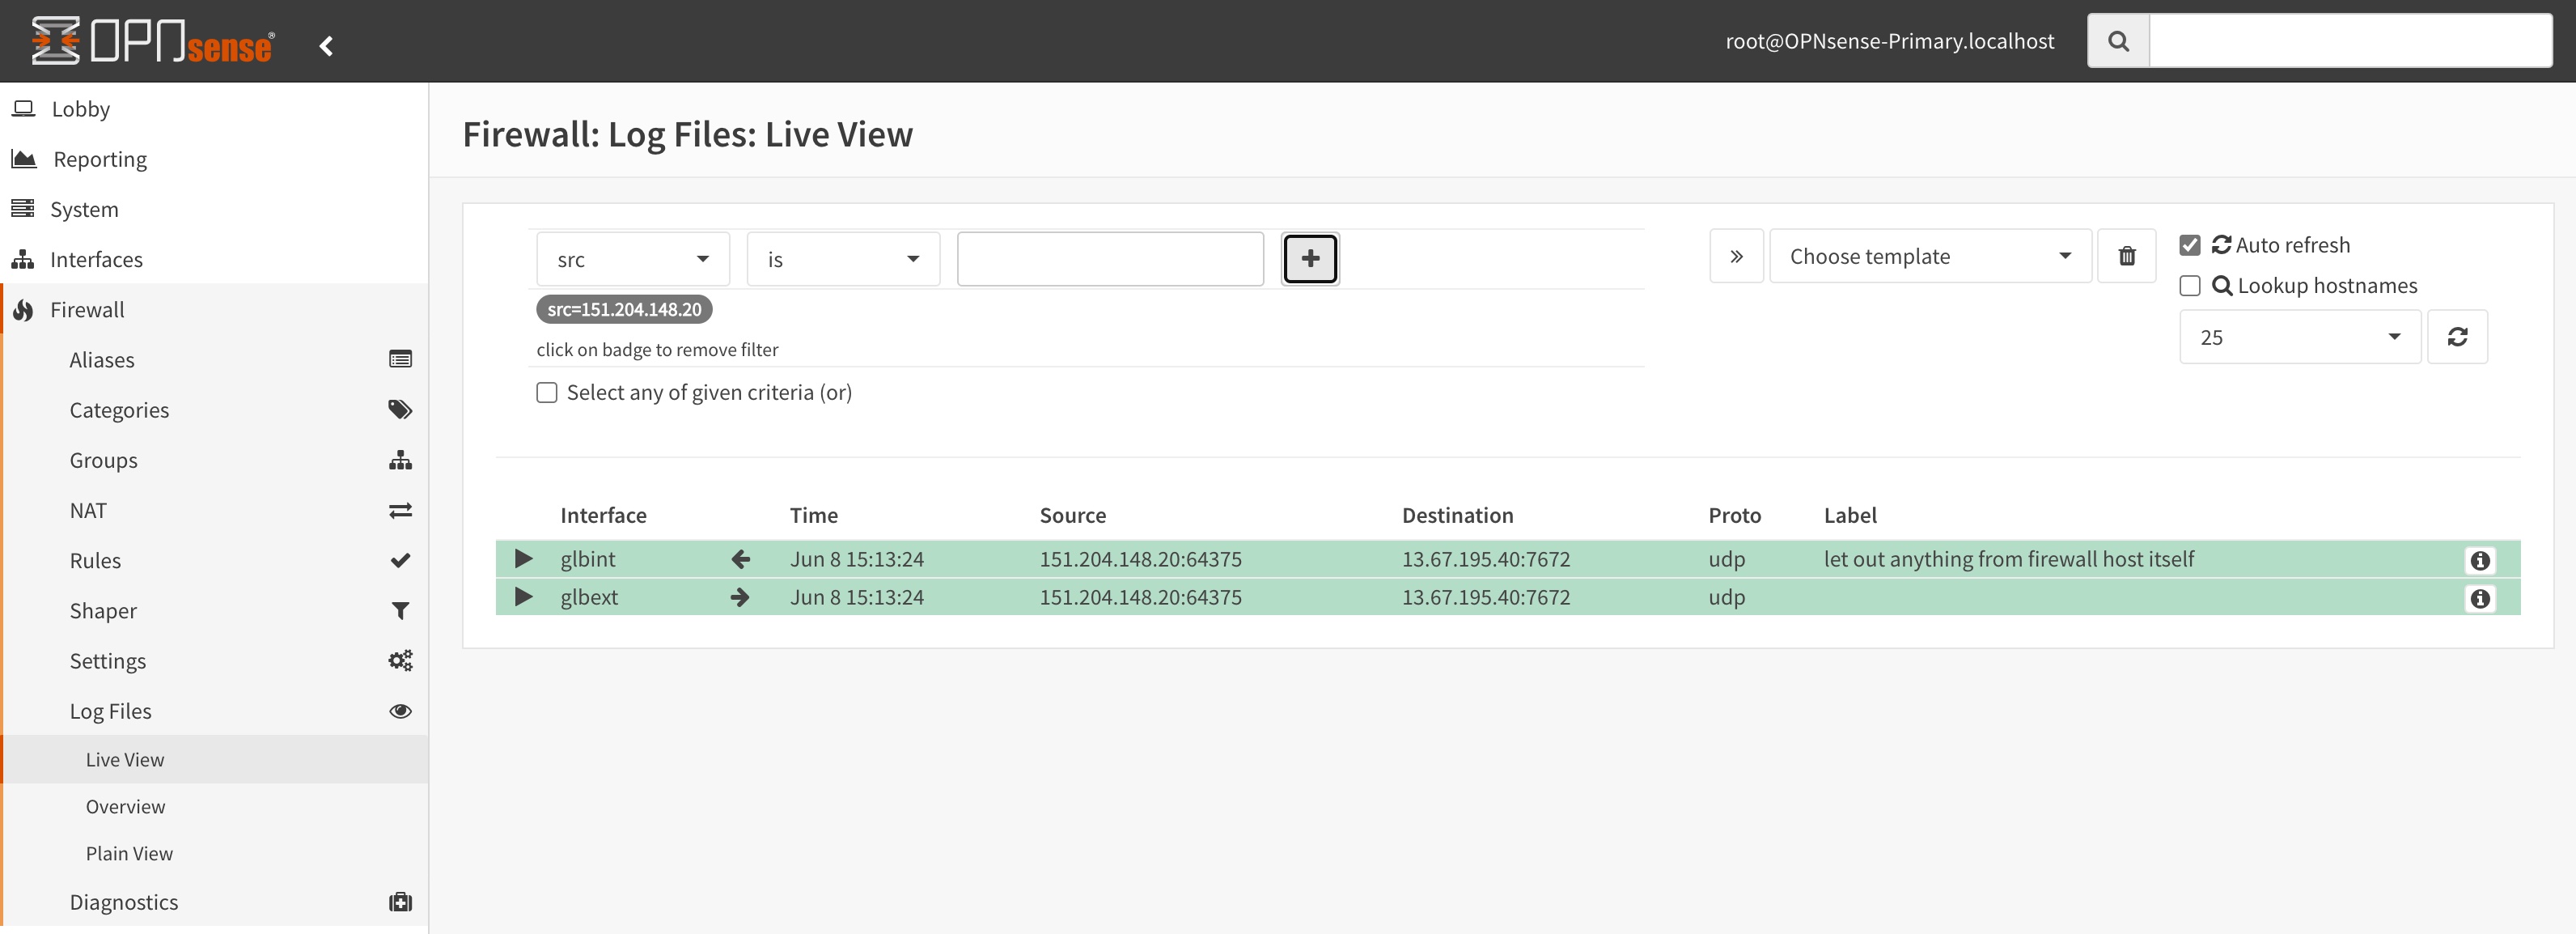 OPNsense®
root@OPNsense-Primary.localhost
Lobby
Reporting
System
Interfaces
Firewall
Aliases
Categories
Groups
NAT
Rules
Shaper
Settings
Log Files
Live View
Overview
Plain View
Diagnostics
Firewall: Log Files: Live View
src is
src=151.204.148.20
click on badge to remove filter
Select any of given criteria (or)
Choose template
Auto refresh
Lookup hostnames
25
Interface Time Source Destination Proto Label
glbint Jun 8 15:13:24 151.204.148.20:64375 13.67.195.40:7672 udp let out anything from firewall host itself
glbext Jun 8 15:13:24 151.204.148.20:64375 13.67.195.40:7672 udp